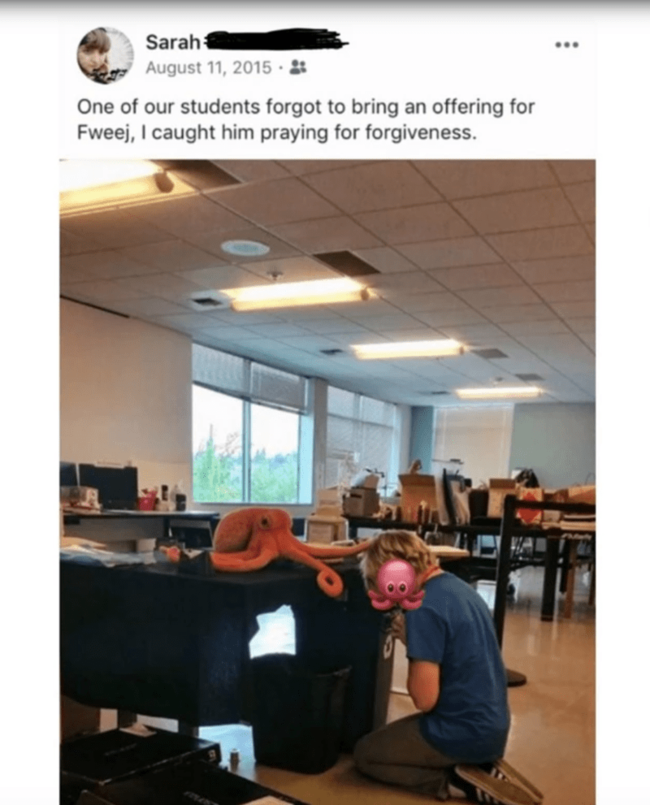 Sarah
August 11, 2015 ·
One of our students forgot to bring an offering for
Fweej, I caught him praying for forgiveness.